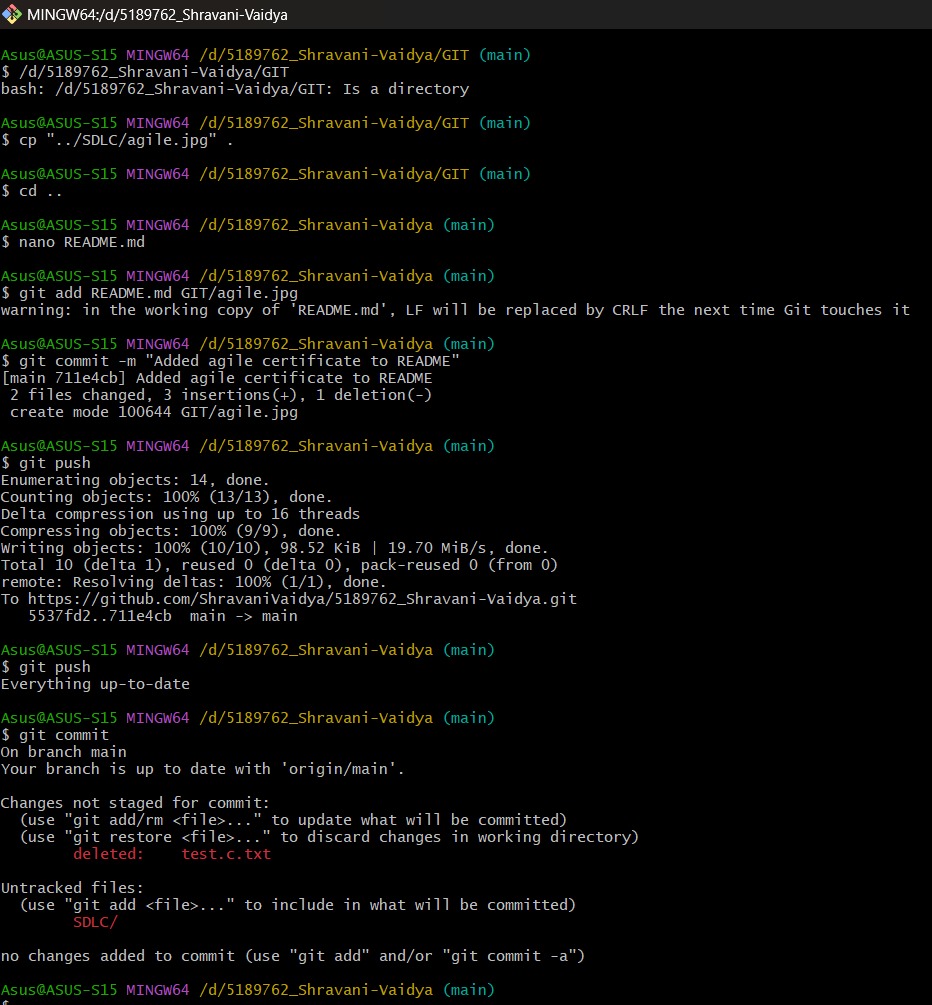 MINGW64:/d/5189762_Shravani-Vaidya
Asus@ASUS-S15 MINGW64 /d/5189762_Shravani-Vaidya/GIT (main)
$ /d/5189762_Shravani-Vaidya/GIT
bash: /d/5189762_Shravani-Vaidya/GIT: Is a directory
Asus@ASUS-S15 MINGW64 /d/5189762_Shravani-Vaidya/GIT (main)
$ cp "../SDLC/agile.jpg" .
Asus@ASUS-S15 MINGW64 /d/5189762_Shravani-Vaidya/GIT (main)
$ cd ..
Asus@ASUS-S15 MINGW64 /d/5189762_Shravani-Vaidya (main)
$ nano README.md
Asus@ASUS-S15 MINGW64 /d/5189762_Shravani-Vaidya (main)
$ git add README.md GIT/agile.jpg
warning: in the working copy of 'README.md', LF will be replaced by CRLF the next time Git touches it
Asus@ASUS-S15 MINGW64 /d/5189762_Shravani-Vaidya (main)
$ git commit -m "Added agile certificate to README"
[main 711e4cb] Added agile certificate to README
 2 files changed, 3 insertions(+), 1 deletion(-)
 create mode 100644 GIT/agile.jpg
Asus@ASUS-S15 MINGW64 /d/5189762_Shravani-Vaidya (main)
$ git push
Enumerating objects: 14, done.
Counting objects: 100% (13/13), done.
Delta compression using up to 16 threads
Compressing objects: 100% (9/9), done.
Writing objects: 100% (10/10), 98.52 KiB | 19.70 MiB/s, done.
Total 10 (delta 1), reused 0 (delta 0), pack-reused 0 (from 0)
remote: Resolving deltas: 100% (1/1), done.
To https://github.com/ShravaniVaidya/5189762_Shravani-Vaidya.git
   5537fd2..711e4cb  main -> main
Asus@ASUS-S15 MINGW64 /d/5189762_Shravani-Vaidya (main)
$ git push
Everything up-to-date
Asus@ASUS-S15 MINGW64 /d/5189762_Shravani-Vaidya (main)
$ git commit
On branch main
Your branch is up to date with 'origin/main'.
Changes not staged for commit:
  (use "git add/rm <file>..." to update what will be committed)
  (use "git restore <file>..." to discard changes in working directory)
        deleted:    test.c.txt
Untracked files:
  (use "git add <file>..." to include in what will be committed)
        SDLC/
no changes added to commit (use "git add" and/or "git commit -a")
Asus@ASUS-S15 MINGW64 /d/5189762_Shravani-Vaidya (main)
$